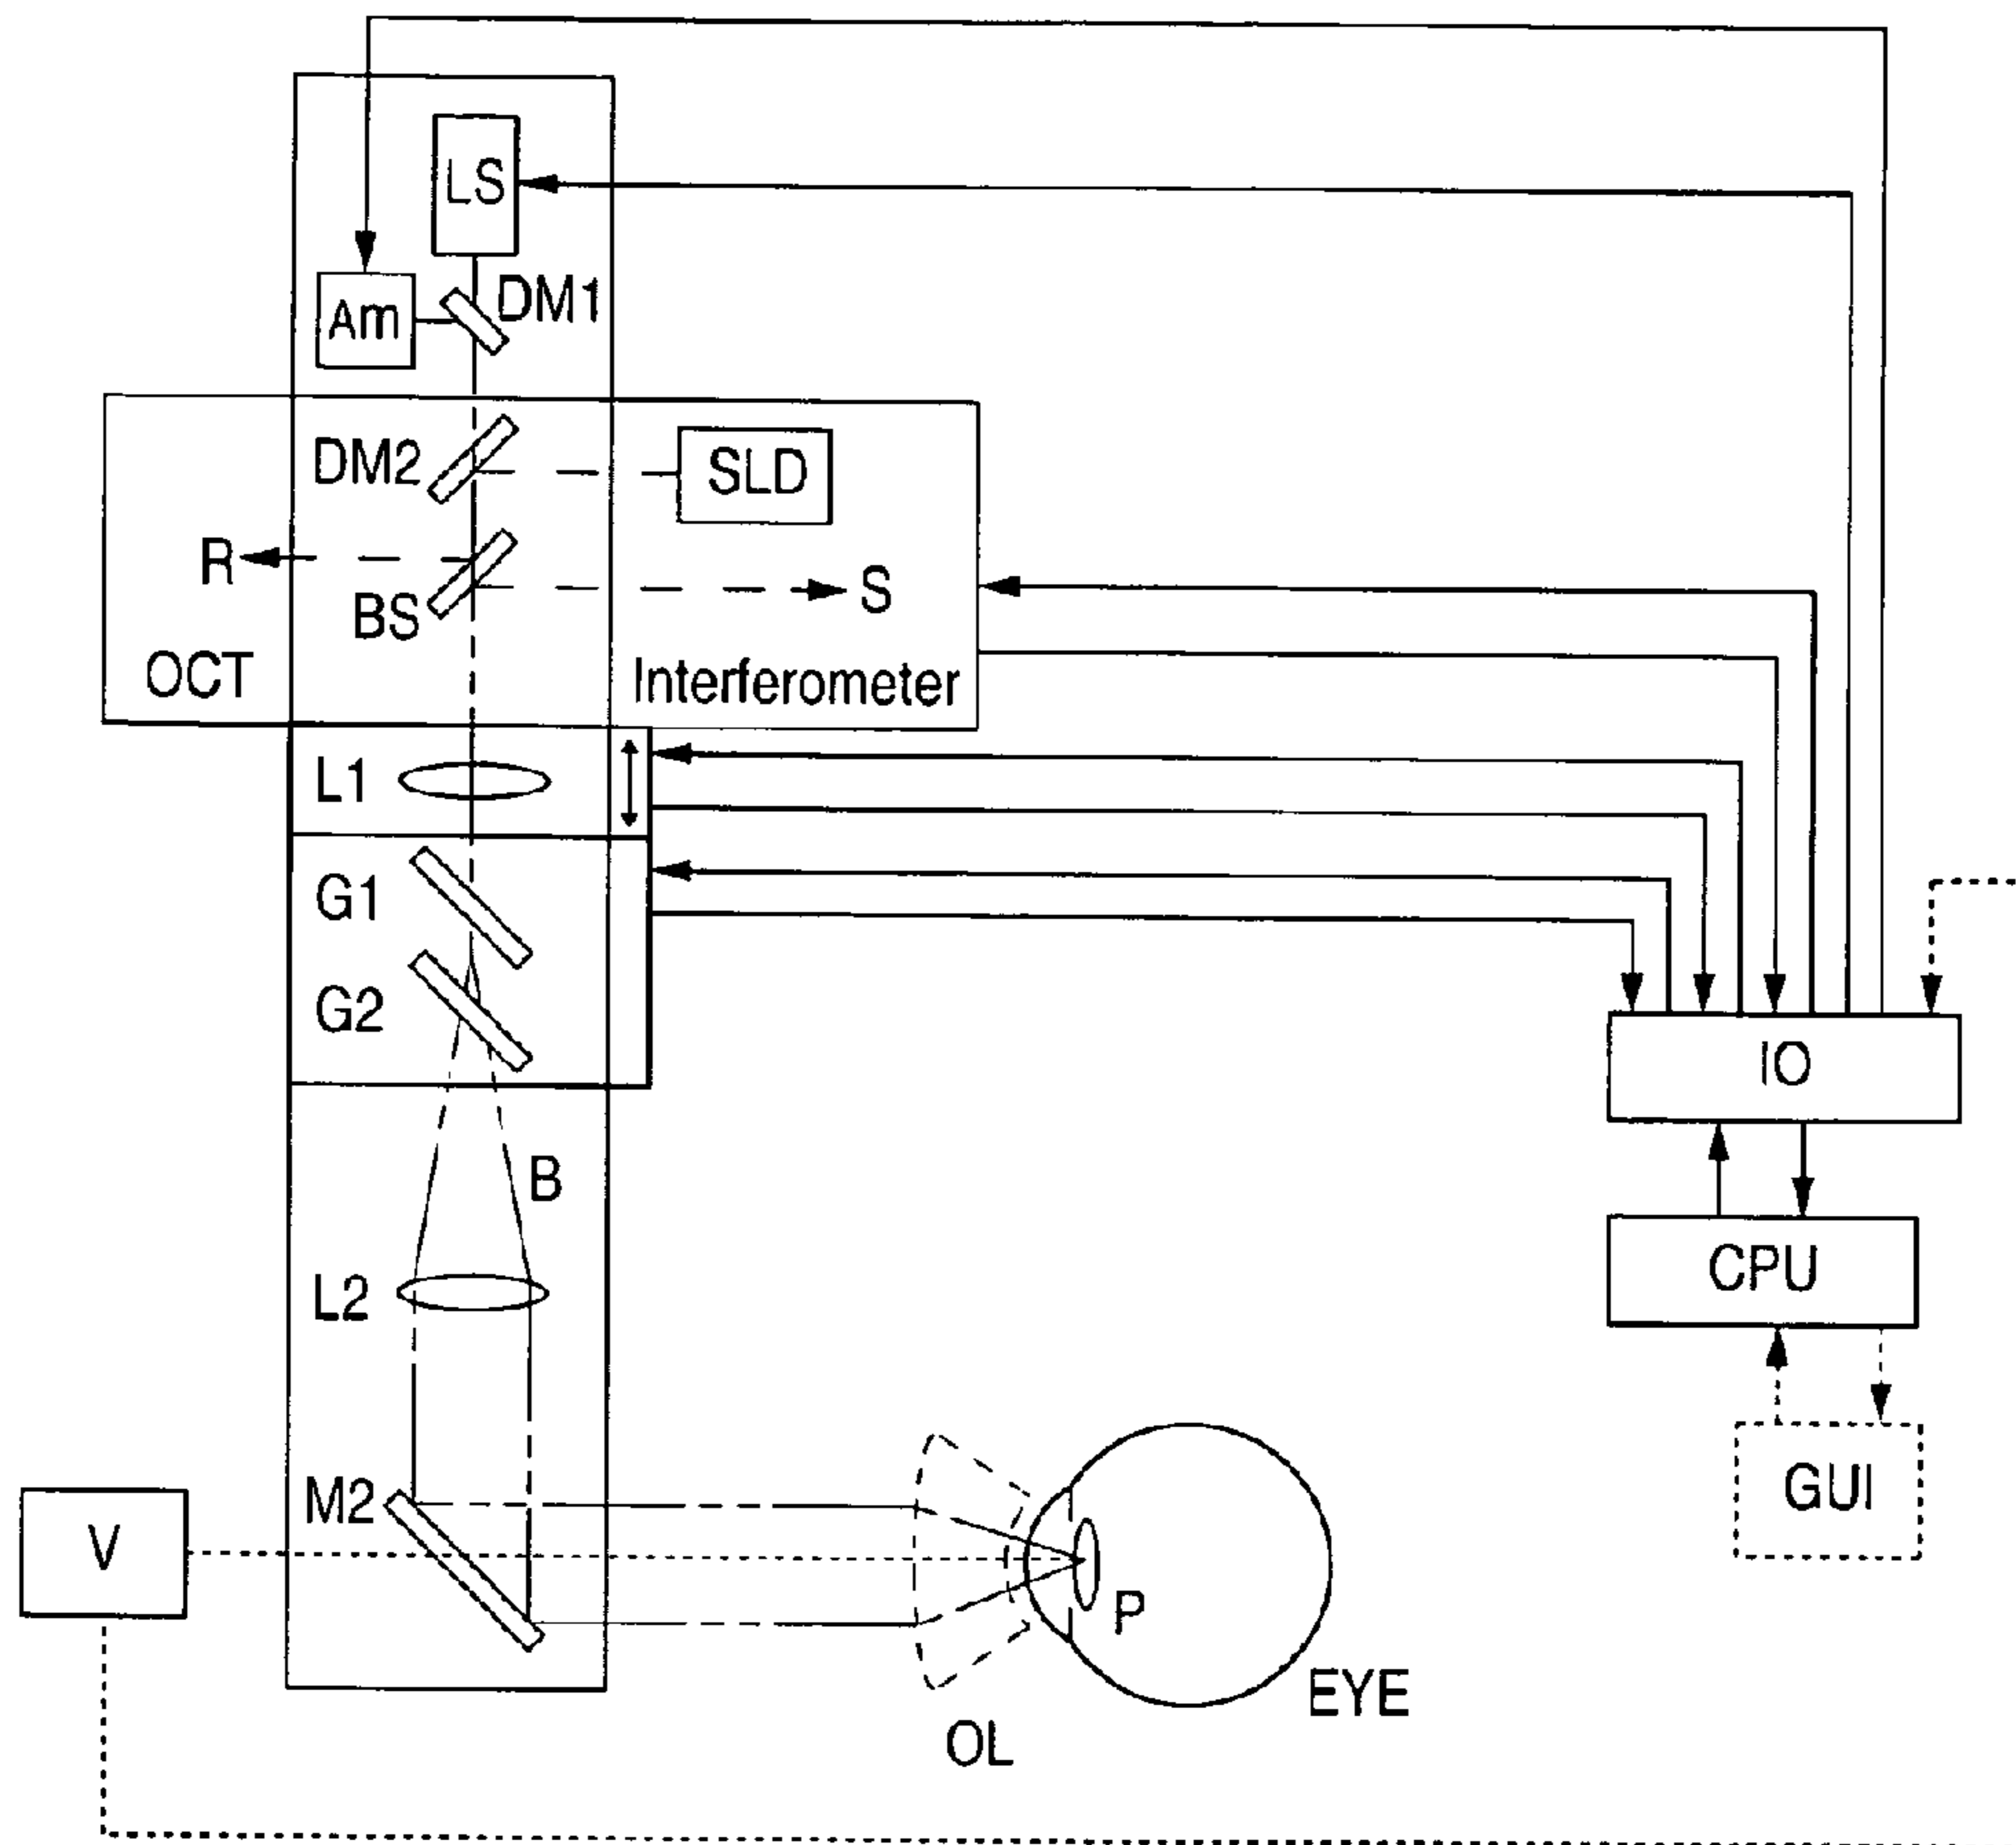 LS
DM1
Am
DM2
SLD
R
S
BS
OCT
Interferometer
L1
G1
G2
IO
B
CPU
L2
GUI
M2
V
P
EYE
OL